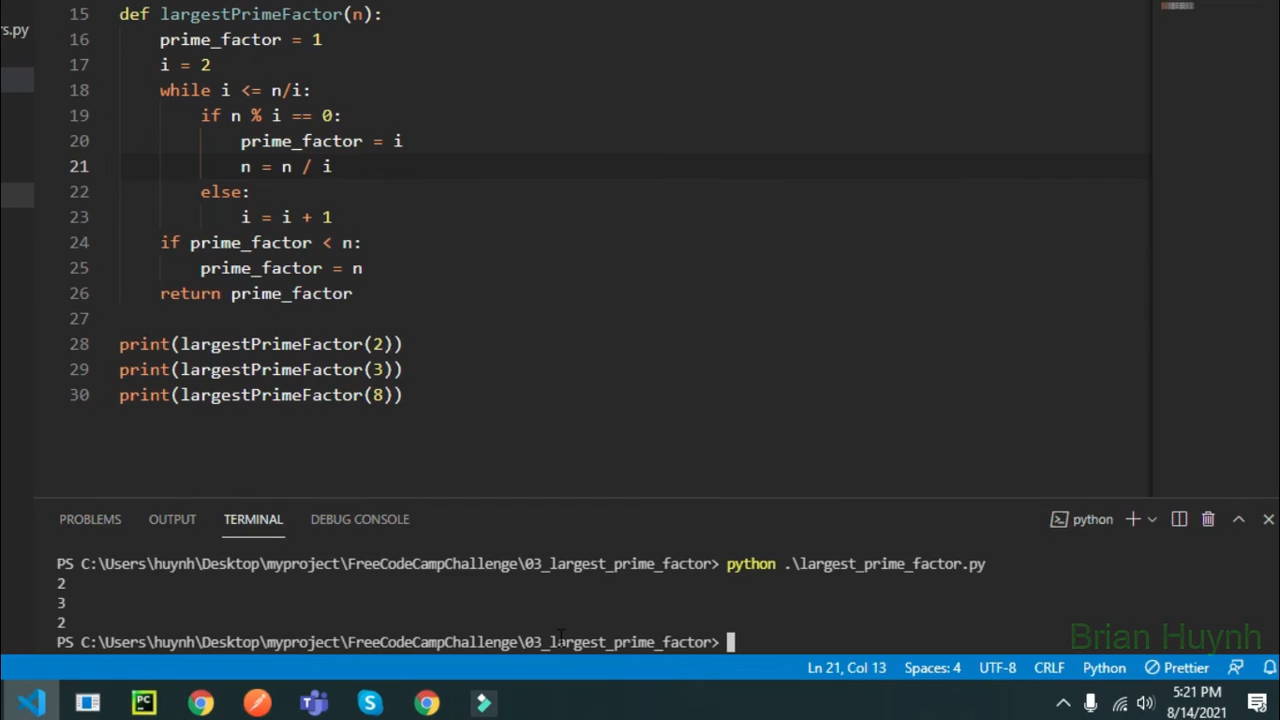 15 def largestPrimeFactor(n):
rs.py
16     prime_factor = 1
17     i = 2
18     while i <= n/i:
19         if n % i == 0:
20             prime_factor = i
21             n = n / i
22         else:
23             i = i + 1
24     if prime_factor < n:
25         prime_factor = n
26     return prime_factor
27
28 print(largestPrimeFactor(2))
29 print(largestPrimeFactor(3))
30 print(largestPrimeFactor(8))
PROBLEMS OUTPUT TERMINAL DEBUG CONSOLE python
PS C:\Users\huynh\Desktop\myproject\FreeCodeCampChallenge\03_largest_prime_factor> python .\largest_prime_factor.py
2
3
2
PS C:\Users\huynh\Desktop\myproject\FreeCodeCampChallenge\03_largest_prime_factor>
Brian Huynh
Ln 21, Col 13 Spaces: 4 UTF-8 CRLF Python Prettier
PC
5:21 PM
8/14/2021